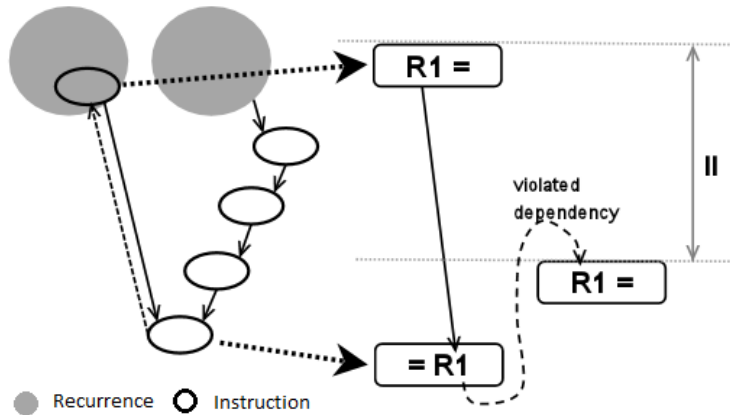 R1 =
II
violated
dependency
R1 =
= R1
Recurrence
Instruction